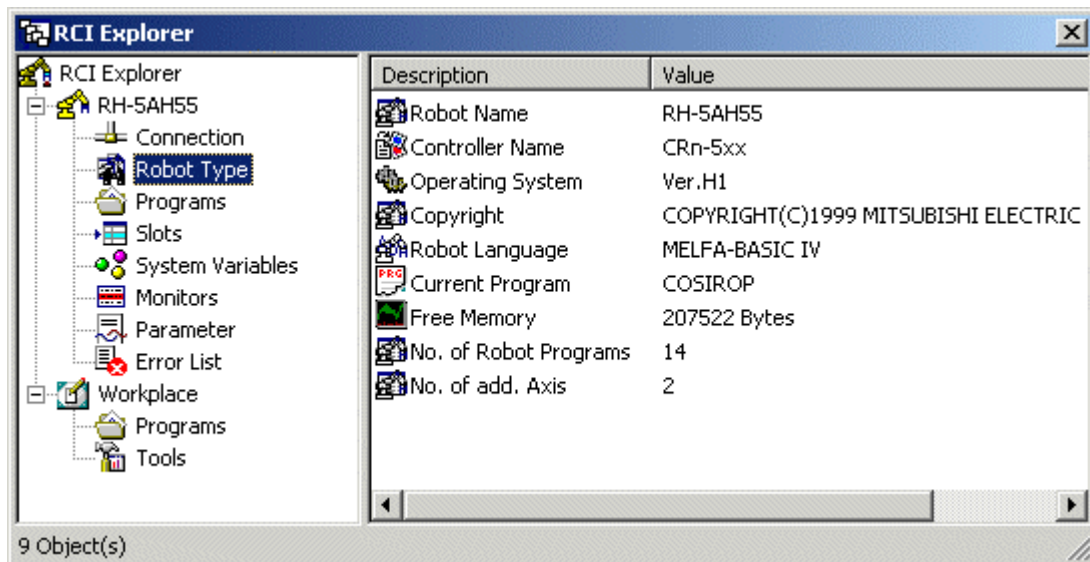 RCI Explorer
RCI Explorer
RH-5AH55
Connection
Robot Type
Programs
Slots
System Variables
Monitors
Parameter
Error List
Workplace
Programs
Tools
Description Value
Robot Name RH-5AH55
Controller Name CRn-5xx
Operating System Ver.H1
Copyright COPYRIGHT(C)1999 MITSUBISHI ELECTRIC
Robot Language MELFA-BASIC IV
PRG
Current Program COSIROP
Free Memory 207522 Bytes
No. of Robot Programs 14
No. of add. Axis 2
9 Object(s)